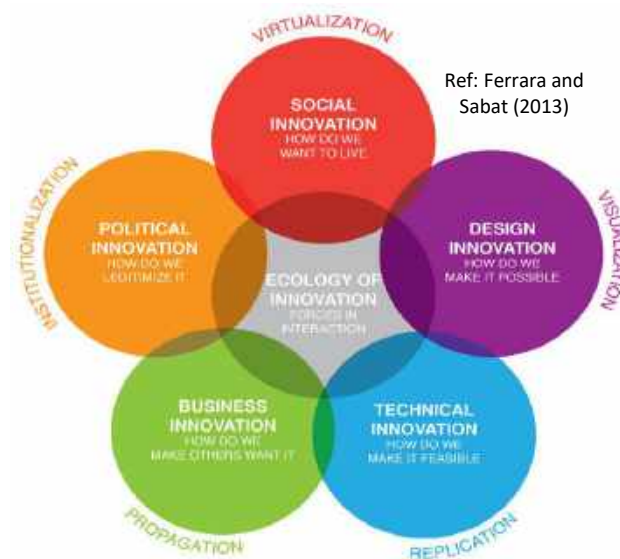 VIRTUALIZATION
Ref: Ferrara and
Sabat (2013)
SOCIAL
INNOVATION
HOW DO WE
WANT TO LIVE
INSTITUTIONALIZATION
POLITICAL
INNOVATION
HOW DO WE
LEGITIMIZE IT
DESIGN
INNOVATION
HOW DO WE
MAKE IT POSSIBLE
VISUALIZATION
ECOLOGY OF
INNOVATION
FORCES IN
INTERACTION
BUSINESS
INNOVATION
HOW DO WE
MAKE OTHERS WANT IT
TECHNICAL
INNOVATION
HOW DO WE
MAKE IT FEASIBLE
PROPAGATION
REPLICATION